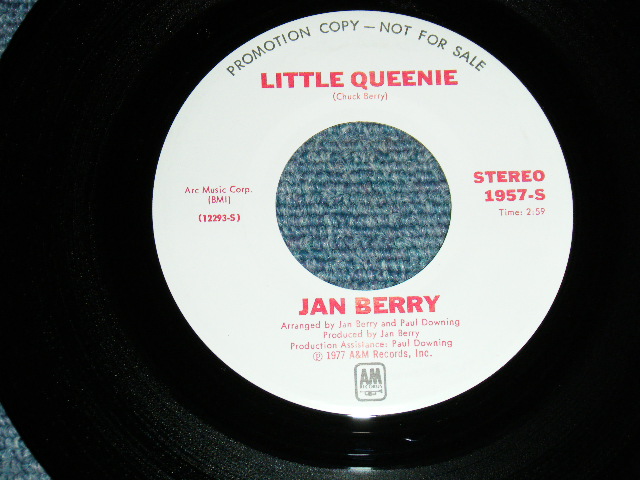 PROMOTION COPY — NOT FOR SALE
LITTLE QUEENIE
(Chuck Berry)
Arc Music Corp.
(BMI)
(12293-S)
STEREO
1957-S
Time: 2:59
JAN BERRY
Arranged by Jan Berry and Paul Downing
Produced by Jan Berry
Production Assistance: Paul Downing
℗ 1977 A&M Records, Inc.
AM
RECORDS